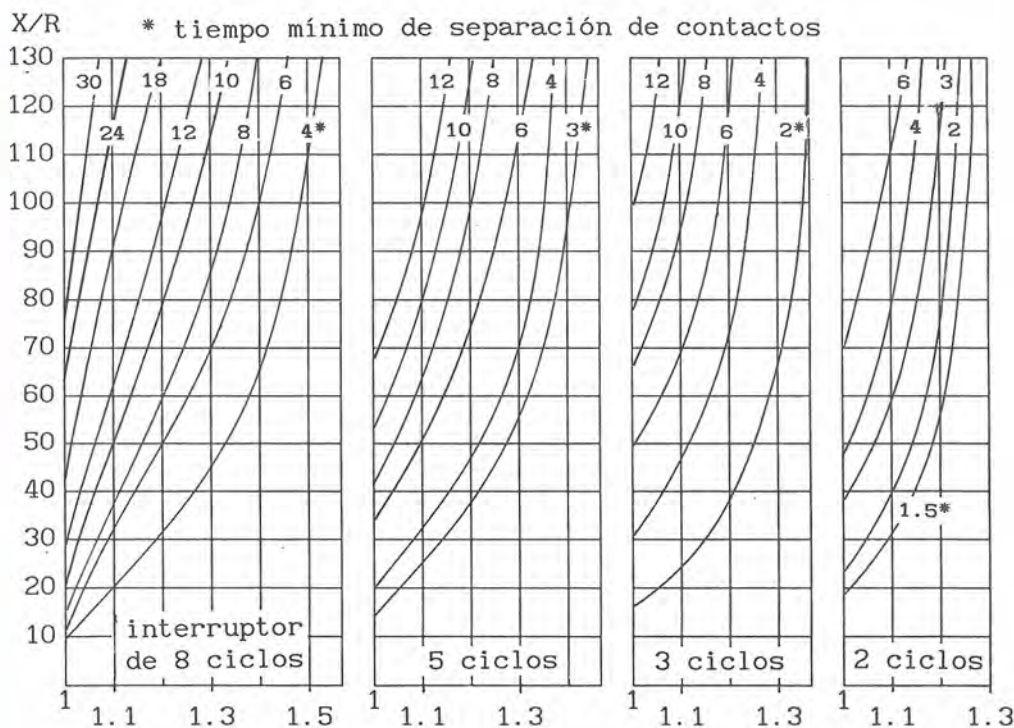 X/R * tiempo mínimo de separación de contactos
130
120
110
100
90
80
70
60
50
40
30
20
10
30 18 10 6
24 12 8 4*
12 8 4
10 6 3*
12 8 4
10 6 2*
6 3
4 2
1.5*
interruptor
de 8 ciclos
5 ciclos
3 ciclos
2 ciclos
1 1.1 1.3 1.5
1 1.1 1.3
1 1.1 1.3
1 1.1 1.3